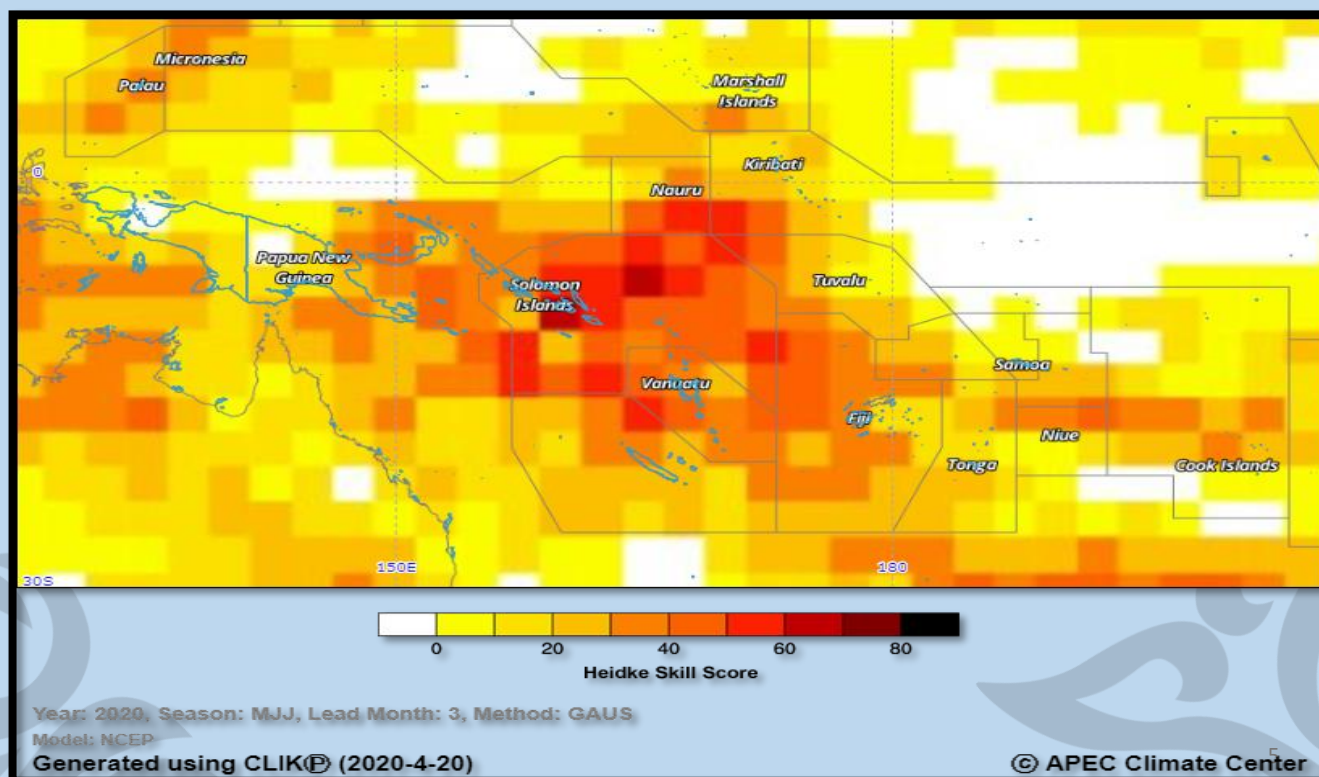 Micronesia
Palau
Marshall
Islands
Kiribati
0
Nauru
Papua New
Guinea
Solomon
Islands
Tuvalu
Samoa
Vanuatu
Fiji
Niue
Tonga
Cook Islands
150E
180
30S
0 20 40 60 80
Heidke Skill Score
Year: 2020, Season: MJJ, Lead Month: 3, Method: GAUS
Model: NCEP
Generated using CLIKⓅ (2020-4-20)
© APEC Climate Center
5